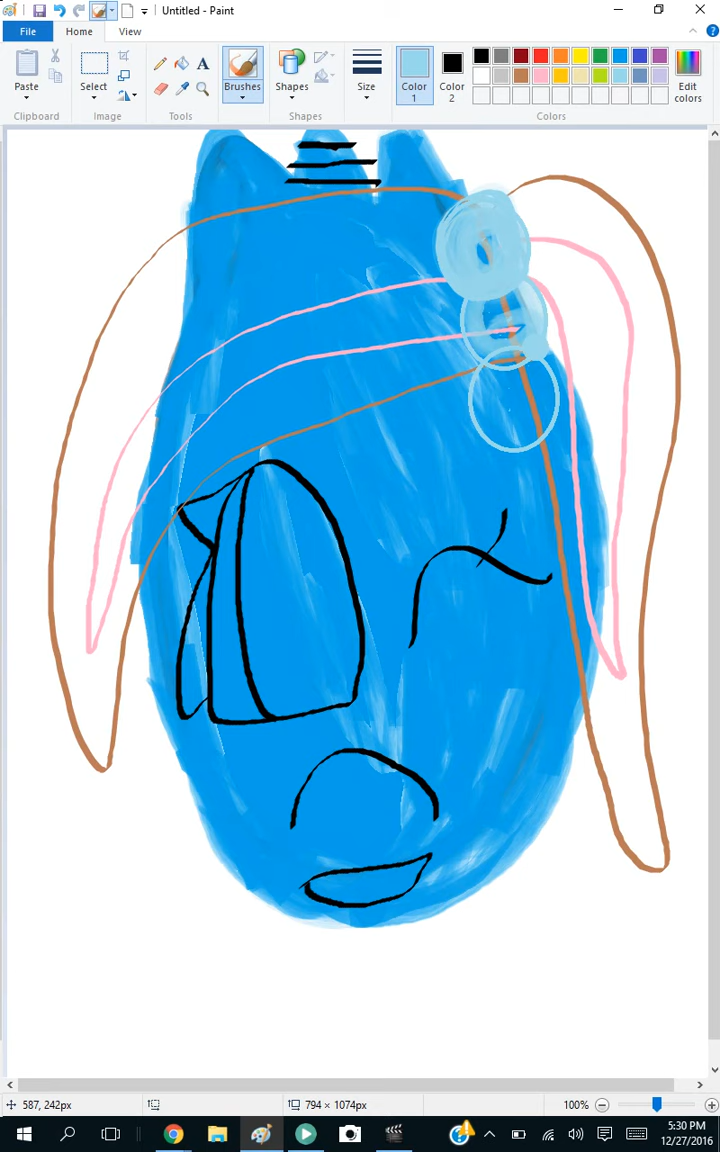 Untitled - Paint
File Home View
Paste Select Brushes Shapes Size Color 1 Color 2 Edit colors
Clipboard Image Tools Shapes Colors
A
587, 242px 794 × 1074px 100%
5:30 PM
12/27/2016